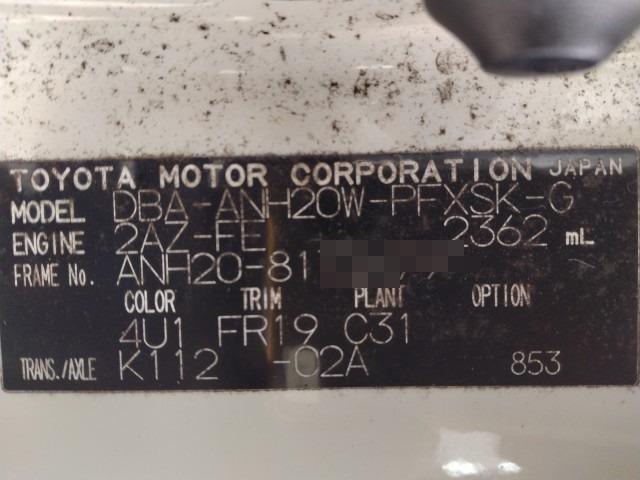 TOYOTA MOTOR CORPORATION JAPAN
MODEL DBA-ANH20W-PFXSK-G
ENGINE 2AZ-FE 2362 mL
FRAME No. ANH20-81
COLOR TRIM PLANT OPTION
4U1 FR19 C31
TRANS./AXLE K112 -02A 853